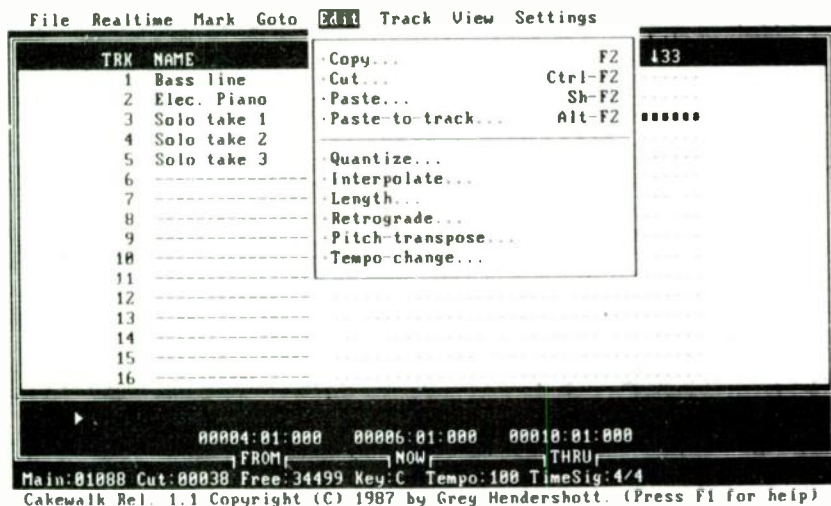 File Realtime Mark Goto Edit Track View Settings
TRK NAME ↓33
1 Bass line
2 Elec. Piano
3 Solo take 1
4 Solo take 2
5 Solo take 3
6
7
8
9
10
11
12
13
14
15
16
·Copy... F2
·Cut... Ctrl-F2
·Paste... Sh-F2
·Paste-to-track... Alt-F2
·Quantize...
·Interpolate...
·Length...
·Retrograde...
·Pitch-transpose...
·Tempo-change...
00004:01:000 00006:01:000 00010:01:000
FROM NOW THRU
Main:01088 Cut:00038 Free:34499 Key:C Tempo:100 TimeSig:4/4
Cakewalk Rel. 1.1 Copyright (C) 1987 by Greg Hendershott. (Press F1 for help)